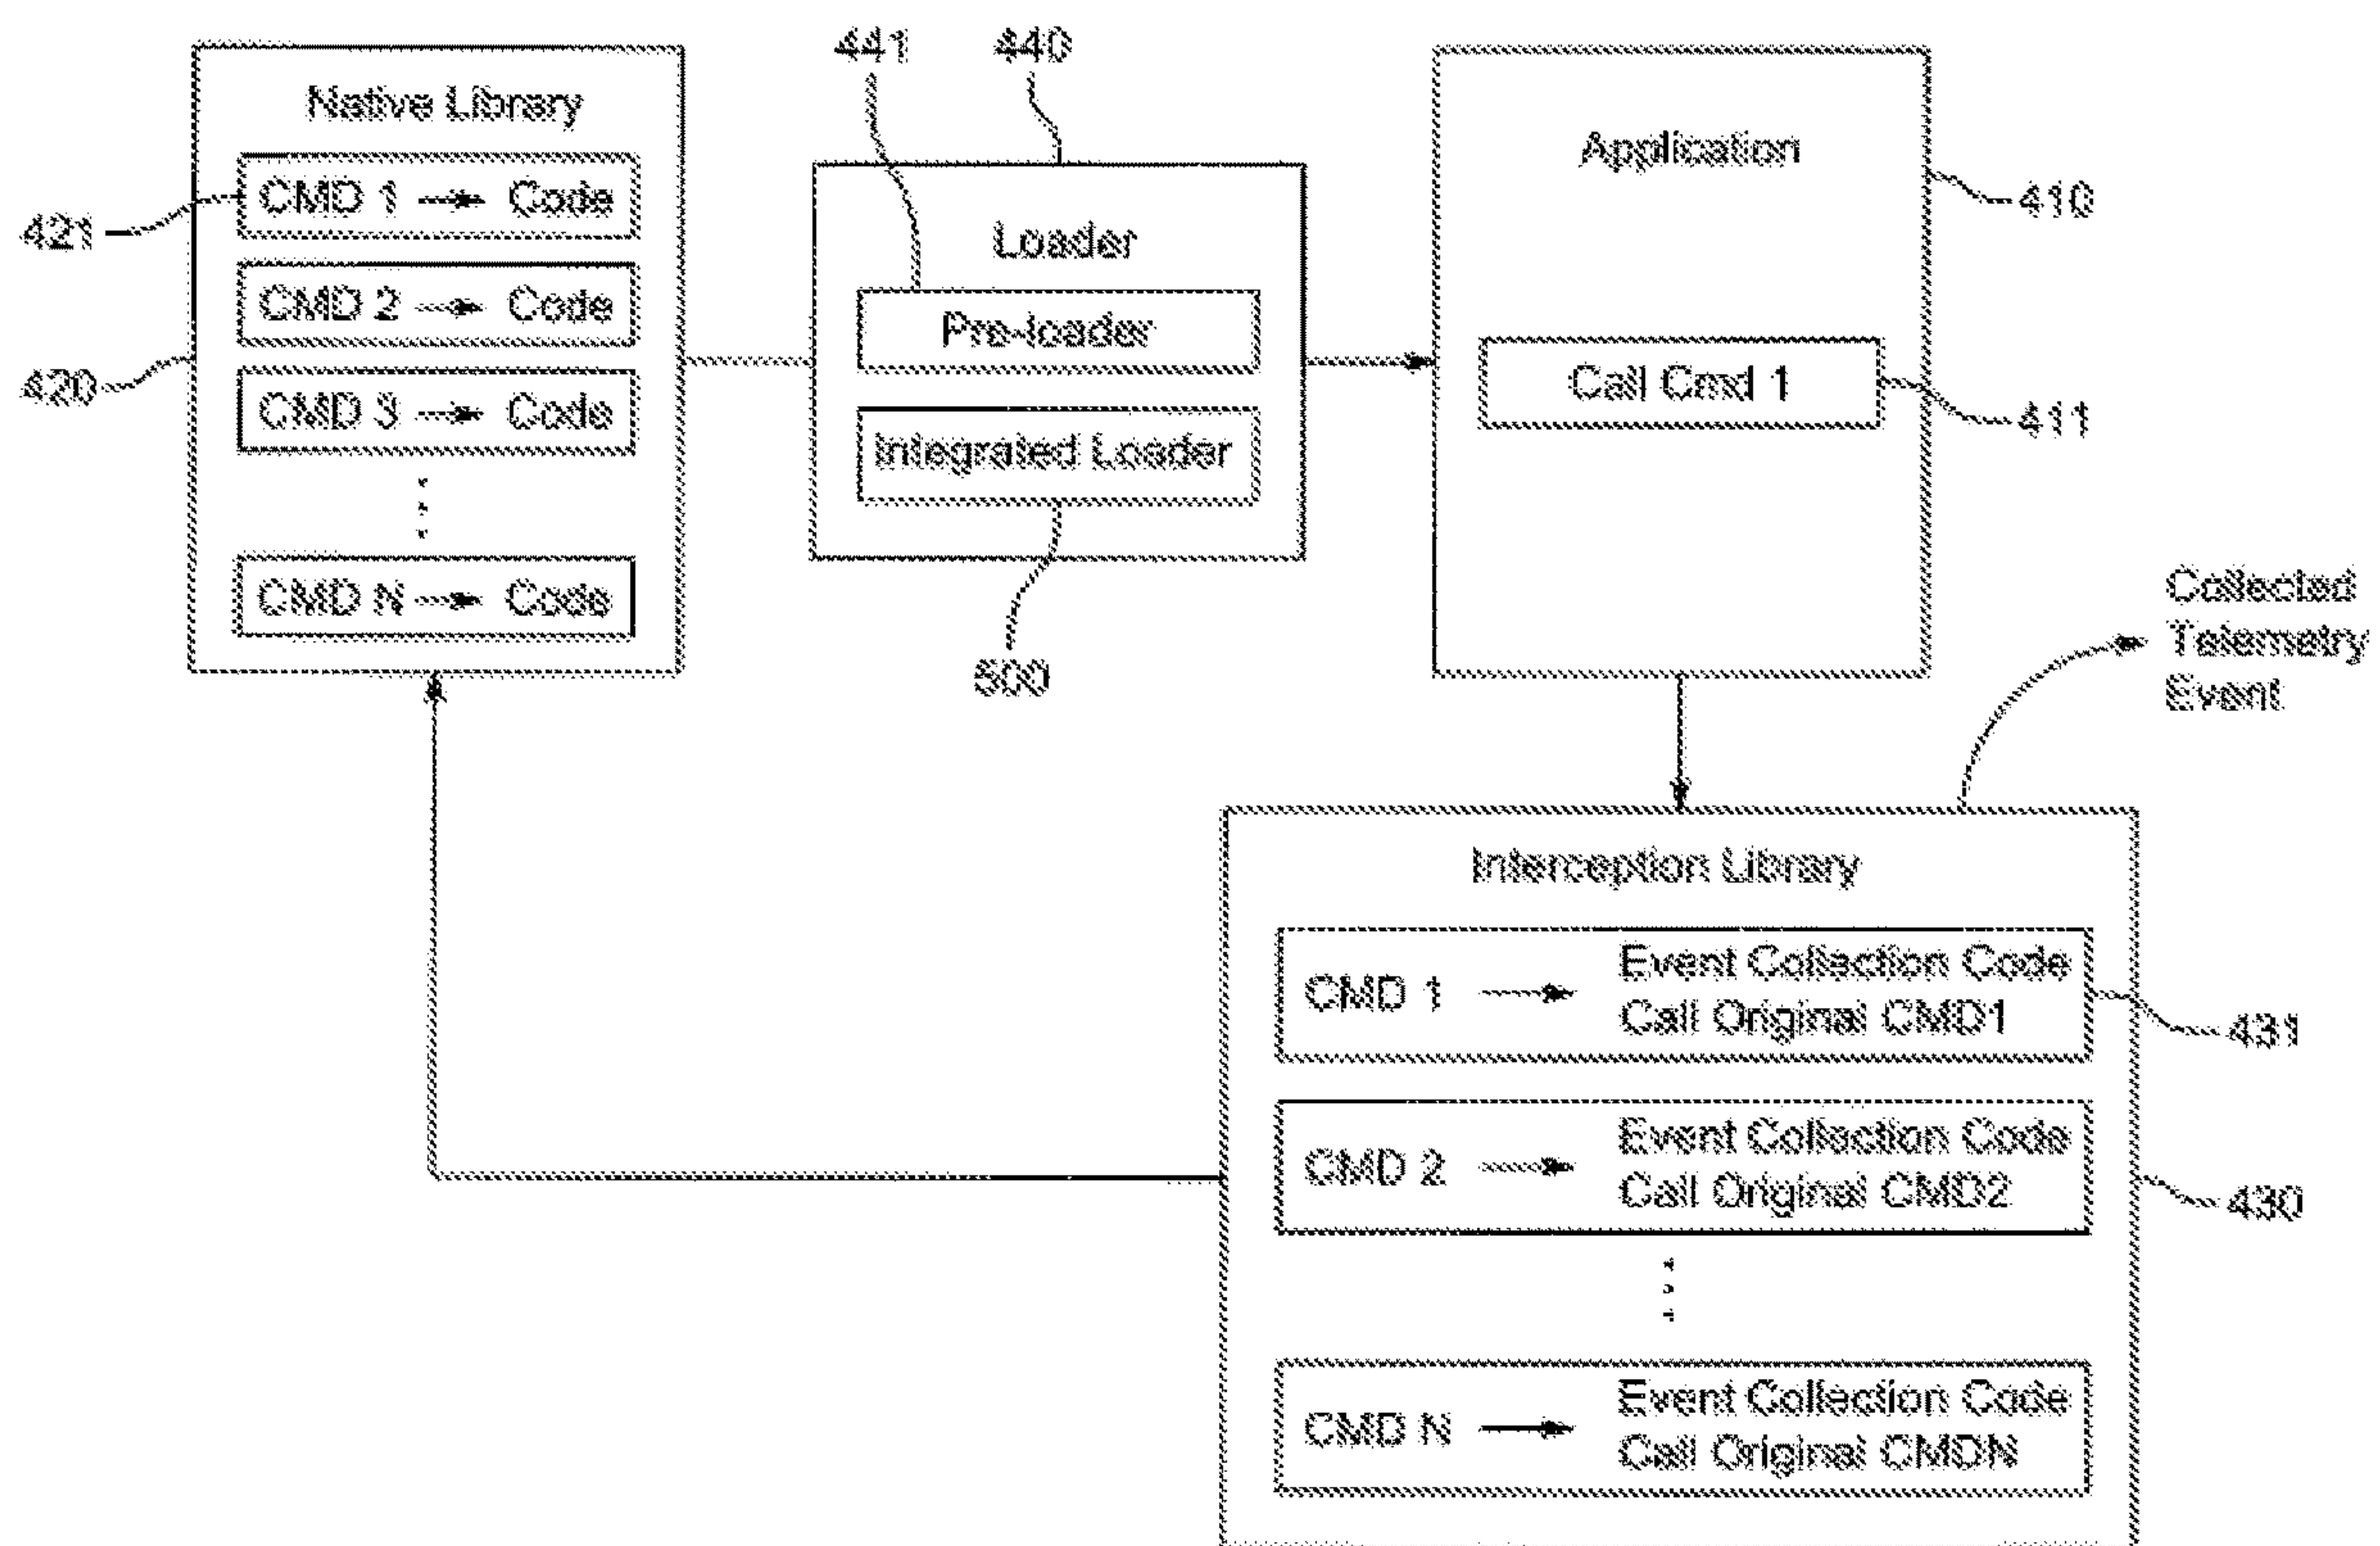 441
440
Native Library
CMD 1 Code
421
CMD 2 Code
420
CMD 3 Code
CMD N Code
Loader
Pre-loader
Integrated Loader
500
Application
410
Call Cmd 1
411
Collected
Telemetry
Event
Interception Library
CMD 1 Event Collection Code
Call Original CMD1
431
CMD 2 Event Collection Code
Call Original CMD2
430
CMD N Event Collection Code
Call Original CMDN